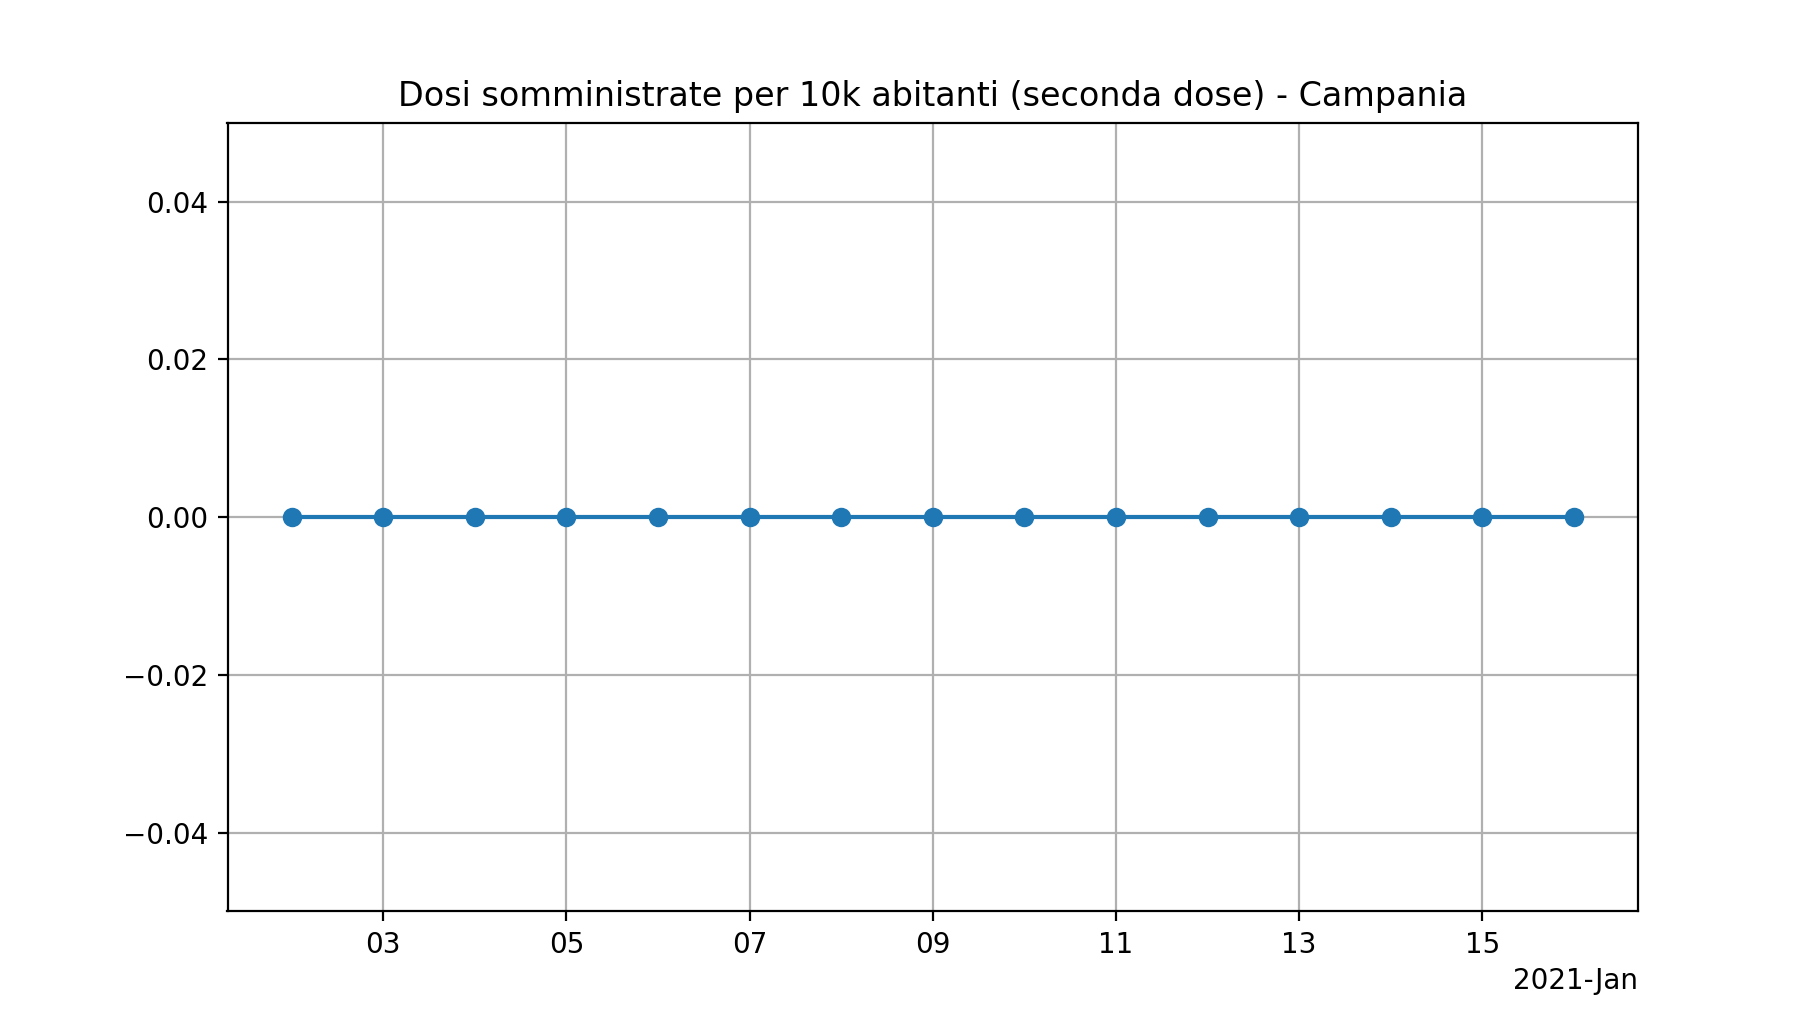 Dosi somministrate per 10k abitanti (seconda dose) - Campania
0.04
0.02
0.00
−0.02
−0.04
03 05 07 09 11 13 15
2021-Jan